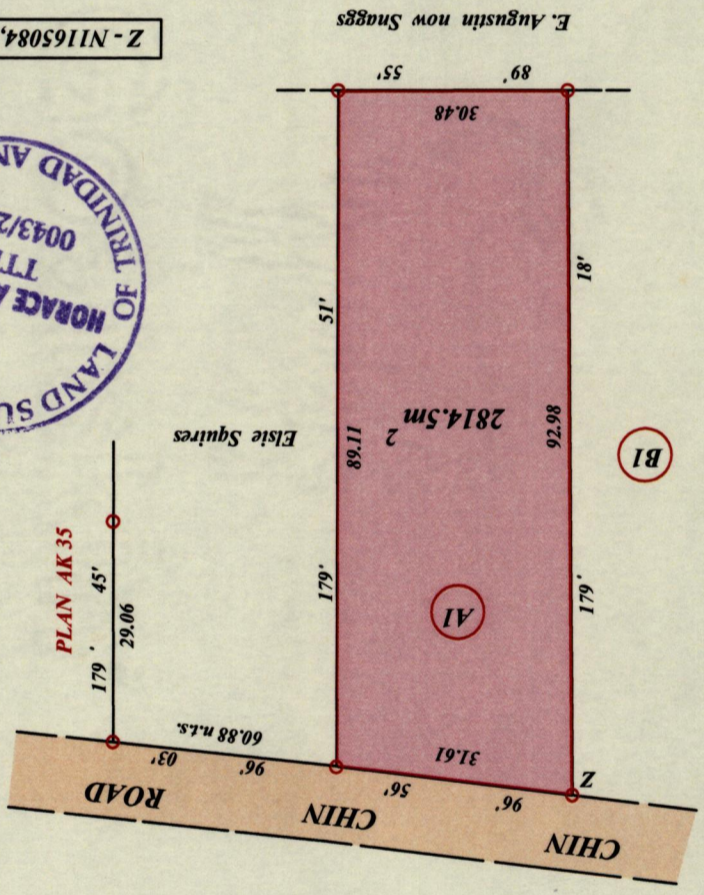 CHIN CHIN ROAD
Z
96' 56'
31.61
96' 03'
60.88 n.t.s.
A1
B1
179' 18'
92.98
179' 51'
89.11
2814.5m²
179' 45'
29.06
PLAN AK 35
Elsie Squires
30.48
89' 55'
E. Augustin now Snaggs
Z - N1165084,
LAND SU
OF TRINIDAD AN
HORACE
TT
0043/2